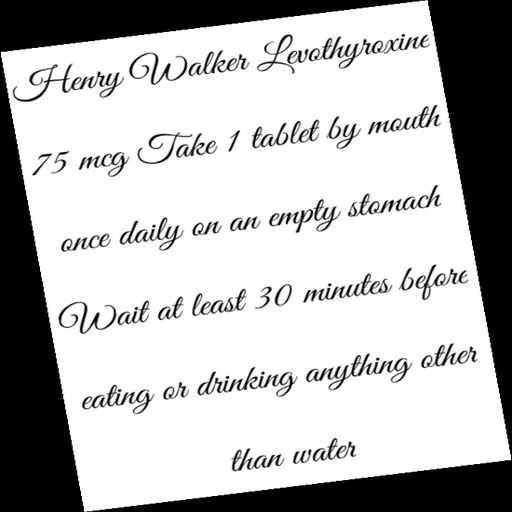 Henry Walker Levothyroxine
75 mcg Take 1 tablet by mouth
once daily on an empty stomach
Wait at least 30 minutes before
eating or drinking anything other
than water